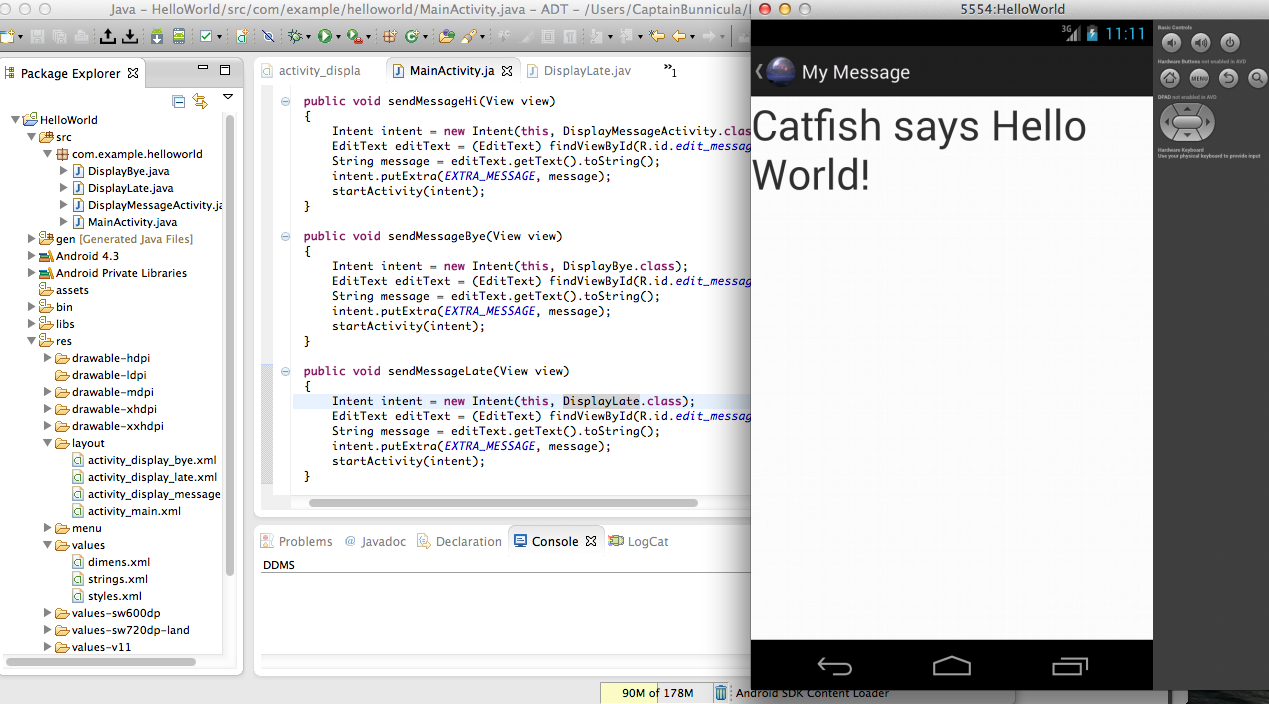 Java – HelloWorld/src/com/example/helloworld/MainActivity.java – ADT – /Users/CaptainBunnicula/
Package Explorer
HelloWorld
src
com.example.helloworld
DisplayBye.java
DisplayLate.java
DisplayMessageActivity.ja
MainActivity.java
gen [Generated Java Files]
Android 4.3
Android Private Libraries
assets
bin
libs
res
drawable-hdpi
drawable-ldpi
drawable-mdpi
drawable-xhdpi
drawable-xxhdpi
layout
activity_display_bye.xml
activity_display_late.xml
activity_display_message
activity_main.xml
menu
values
dimens.xml
strings.xml
styles.xml
values-sw600dp
values-sw720dp-land
values-v11
activity_displa
MainActivity.ja
DisplayLate.jav
»1
public void sendMessageHi(View view)
{
Intent intent = new Intent(this, DisplayMessageActivity.clas
EditText editText = (EditText) findViewById(R.id.edit_messag
String message = editText.getText().toString();
intent.putExtra(EXTRA_MESSAGE, message);
startActivity(intent);
}
public void sendMessageBye(View view)
{
Intent intent = new Intent(this, DisplayBye.class);
EditText editText = (EditText) findViewById(R.id.edit_messag
String message = editText.getText().toString();
intent.putExtra(EXTRA_MESSAGE, message);
startActivity(intent);
}
public void sendMessageLate(View view)
{
Intent intent = new Intent(this, DisplayLate.class);
EditText editText = (EditText) findViewById(R.id.edit_messag
String message = editText.getText().toString();
intent.putExtra(EXTRA_MESSAGE, message);
startActivity(intent);
}
Problems
@ Javadoc
Declaration
Console
LogCat
DDMS
90M of 178M
Android SDK Content Loader
5554:HelloWorld
3G
11:11
My Message
Catfish says Hello
World!
Basic Controls
Hardware Buttons not enabled in AVD
MENU
DPAD not enabled in AVD
Hardware Keyboard
Use your physical keyboard to provide input